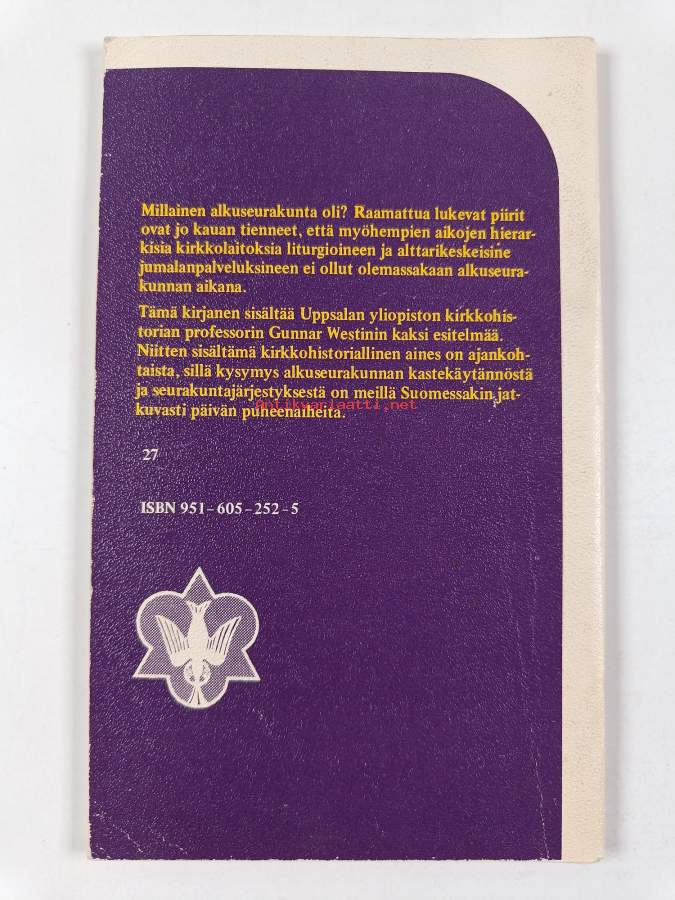 Millainen alkuseurakunta oli? Raamattua lukevat piirit
ovat jo kauan tienneet, että myöhempien aikojen hierar-
kisia kirkkolaitoksia liturgioineen ja alttarikeskeisine
jumalanpalveluksineen ei ollut olemassakaan alkuseura-
kunnan aikana.
Tämä kirjanen sisältää Uppsalan yliopiston kirkkohis-
torian professorin Gunnar Westinin kaksi esitelmää.
Niitten sisältämä kirkkohistoriallinen aines on ajankoh-
taista, sillä kysymys alkuseurakunnan kastekäytännöstä
ja seurakuntajärjestyksestä on meillä Suomessakin jat-
kuvasti päivän puheenaiheita.
antikvariaatti.net
27
ISBN 951-605-252-5